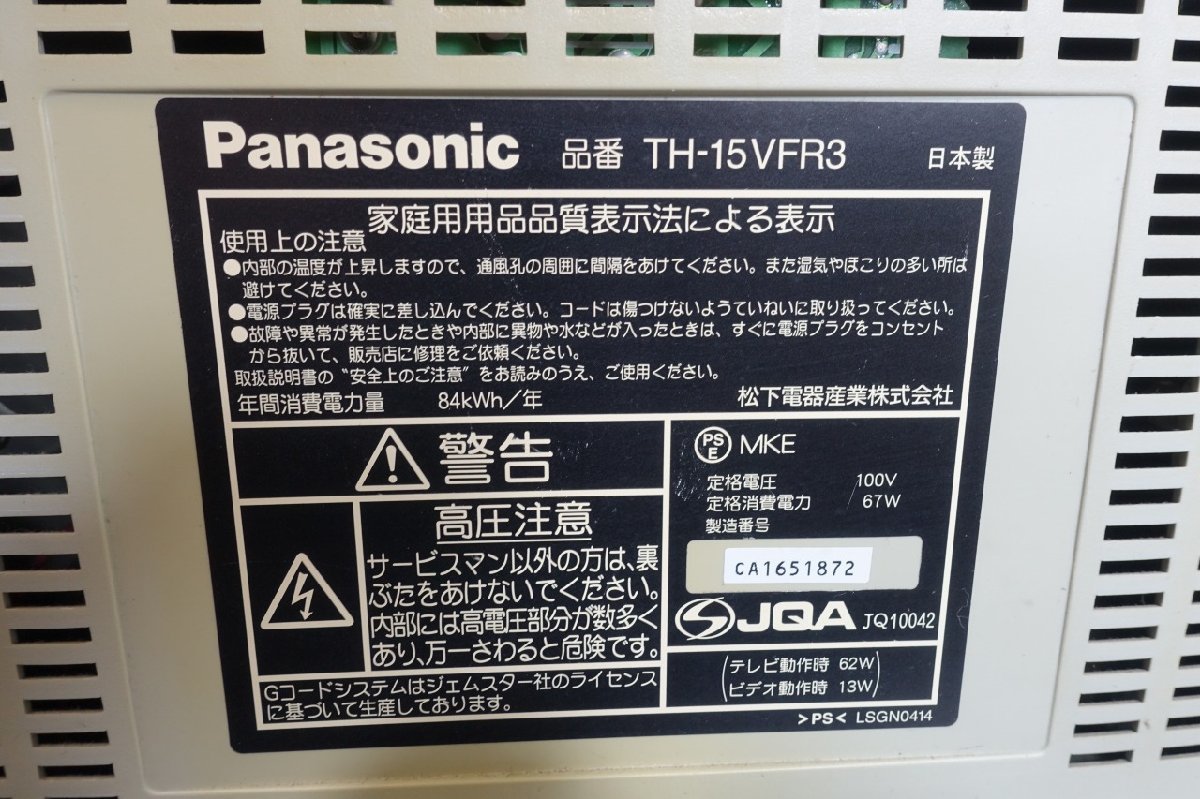 Panasonic 品番 TH-15VFR3 日本製
家庭用用品品質表示法による表示
使用上の注意
●内部の温度が上昇しますので、通風孔の周囲に間隔をあけてください。また湿気やほこりの多い所は
避けてください。
●電源プラグは確実に差し込んでください。コードは傷つけないようていねいに取り扱ってください。
●故障や異常が発生したときや内部に異物や水などが入ったときは、すぐに電源プラグをコンセント
から抜いて、販売店に修理をご依頼ください。
取扱説明書の“安全上のご注意”をお読みのうえ、ご使用ください。
年間消費電力量 84kWh/年 松下電器産業株式会社
警告
高圧注意
サービスマン以外の方は、裏
ぶたをあけないでください。
内部には高電圧部分が数多く
あり、万一さわると危険です。
Gコードシステムはジェムスター社のライセンス
に基づいて生産しております。
PSE MKE
定格電圧 100V
定格消費電力 67W
製造番号
CA1651872
JQA JQ10042
(テレビ動作時 62W
ビデオ動作時 13W)
>PS< LSGN0414